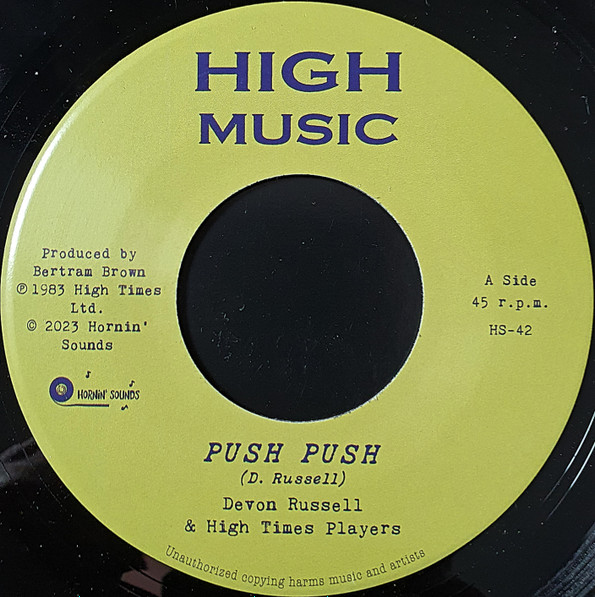 HIGH
MUSIC
Produced by
Bertram Brown
℗ 1983 High Times
Ltd.
© 2023 Hornin'
Sounds
HORNIN' SOUNDS
A Side
45 r.p.m.
HS-42
PUSH PUSH
(D. Russell)
Devon Russell
& High Times Players
Unauthorized copying harms music and artists